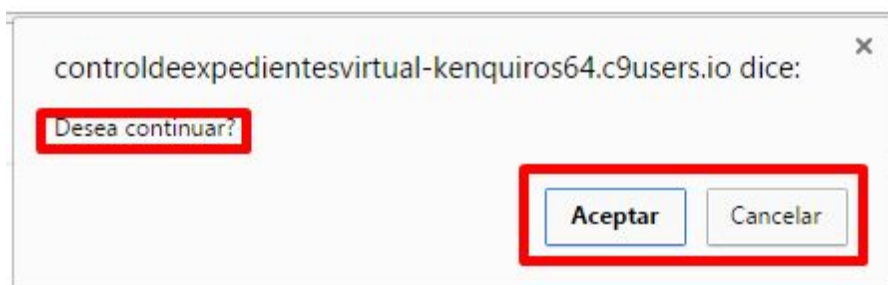 controldeexpedientesvirtual-kenquiros64.c9users.io dice:
Desea continuar?
Aceptar Cancelar